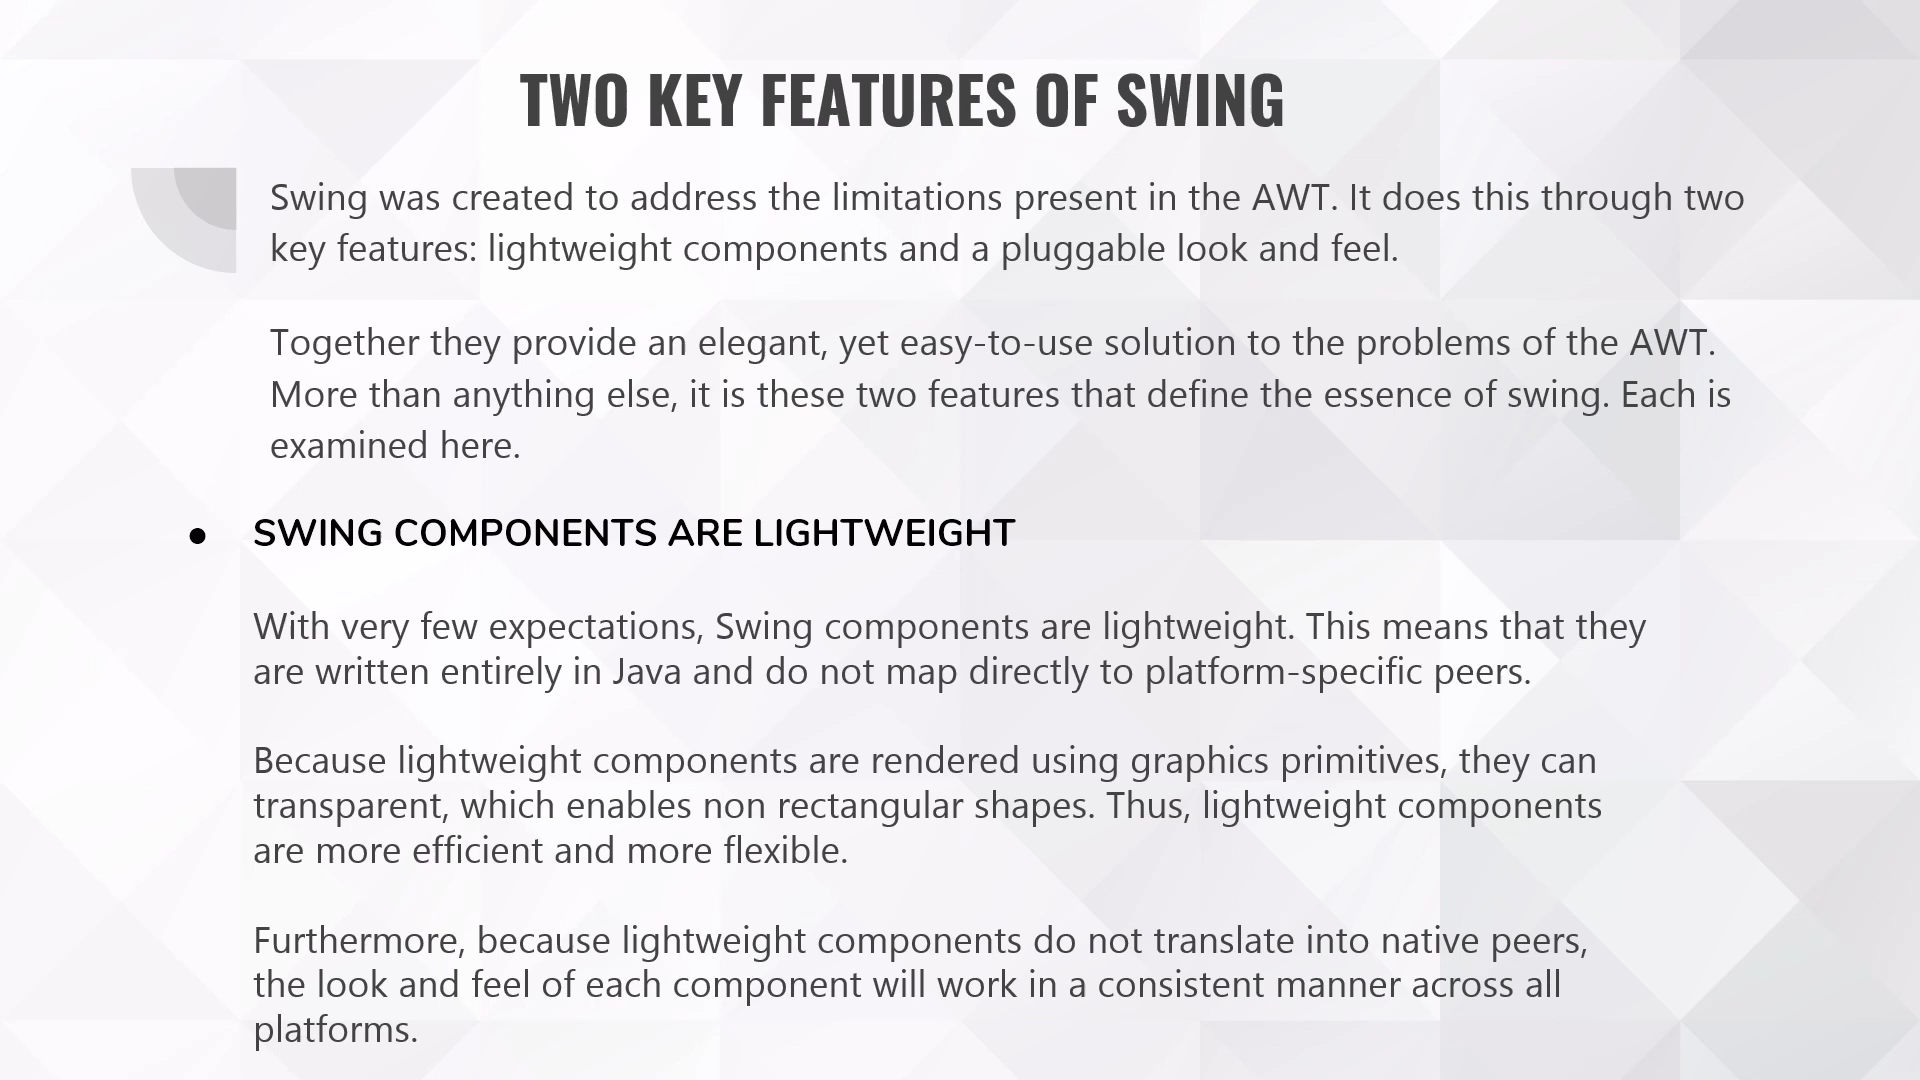 TWO KEY FEATURES OF SWING
Swing was created to address the limitations present in the AWT. It does this through two
key features: lightweight components and a pluggable look and feel.
Together they provide an elegant, yet easy-to-use solution to the problems of the AWT.
More than anything else, it is these two features that define the essence of swing. Each is
examined here.
● SWING COMPONENTS ARE LIGHTWEIGHT
With very few expectations, Swing components are lightweight. This means that they
are written entirely in Java and do not map directly to platform-specific peers.
Because lightweight components are rendered using graphics primitives, they can
transparent, which enables non rectangular shapes. Thus, lightweight components
are more efficient and more flexible.
Furthermore, because lightweight components do not translate into native peers,
the look and feel of each component will work in a consistent manner across all
platforms.